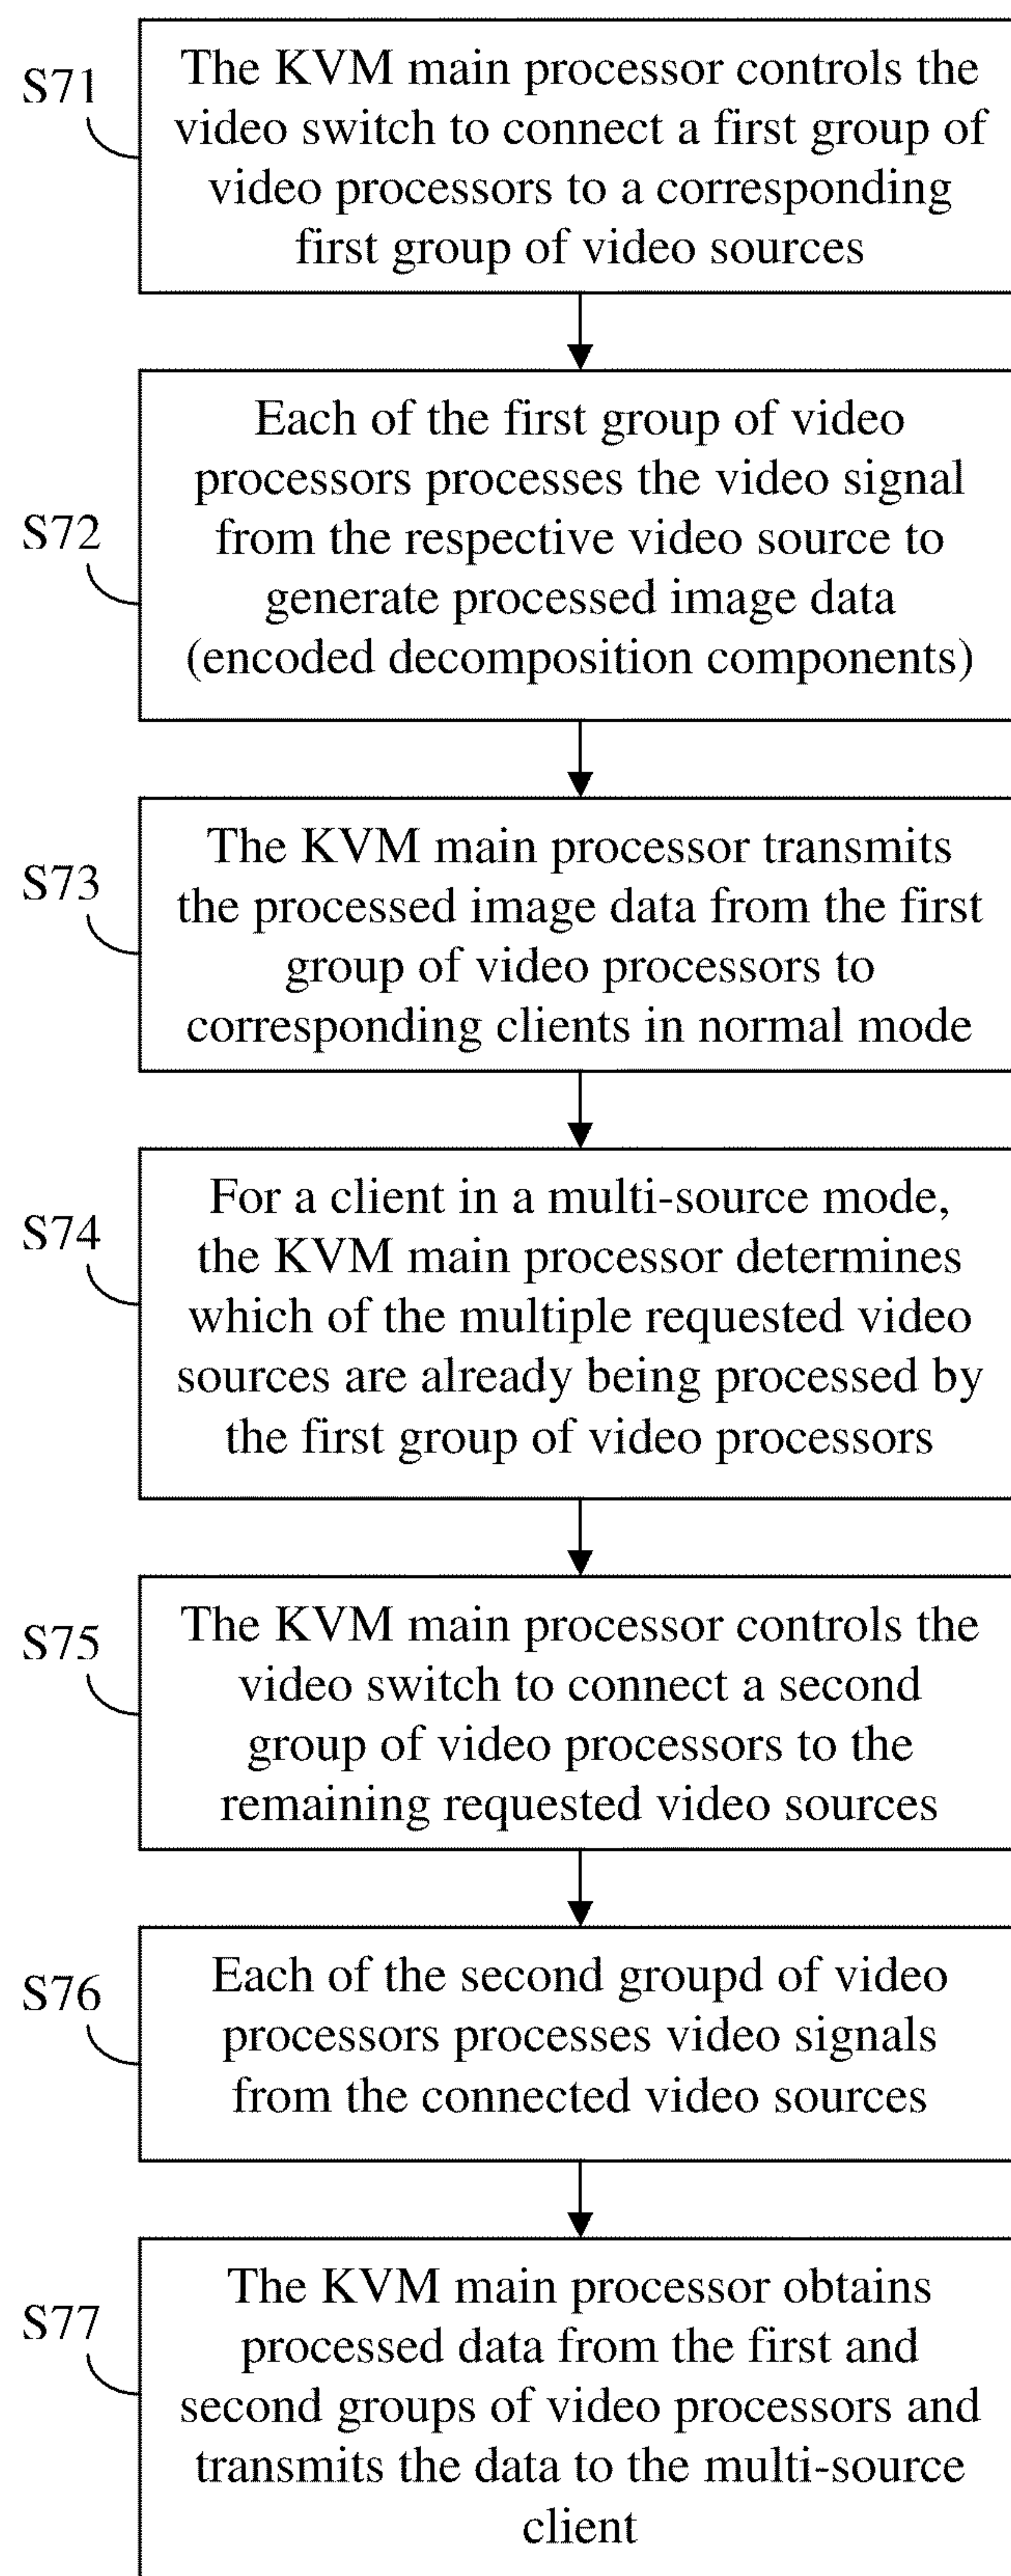 S71
The KVM main processor controls the
video switch to connect a first group of
video processors to a corresponding
first group of video sources
S72
Each of the first group of video
processors processes the video signal
from the respective video source to
generate processed image data
(encoded decomposition components)
S73
The KVM main processor transmits
the processed image data from the first
group of video processors to
corresponding clients in normal mode
S74
For a client in a multi-source mode,
the KVM main processor determines
which of the multiple requested video
sources are already being processed by
the first group of video processors
S75
The KVM main processor controls the
video switch to connect a second
group of video processors to the
remaining requested video sources
S76
Each of the second groupd of video
processors processes video signals
from the connected video sources
S77
The KVM main processor obtains
processed data from the first and
second groups of video processors and
transmits the data to the multi-source
client